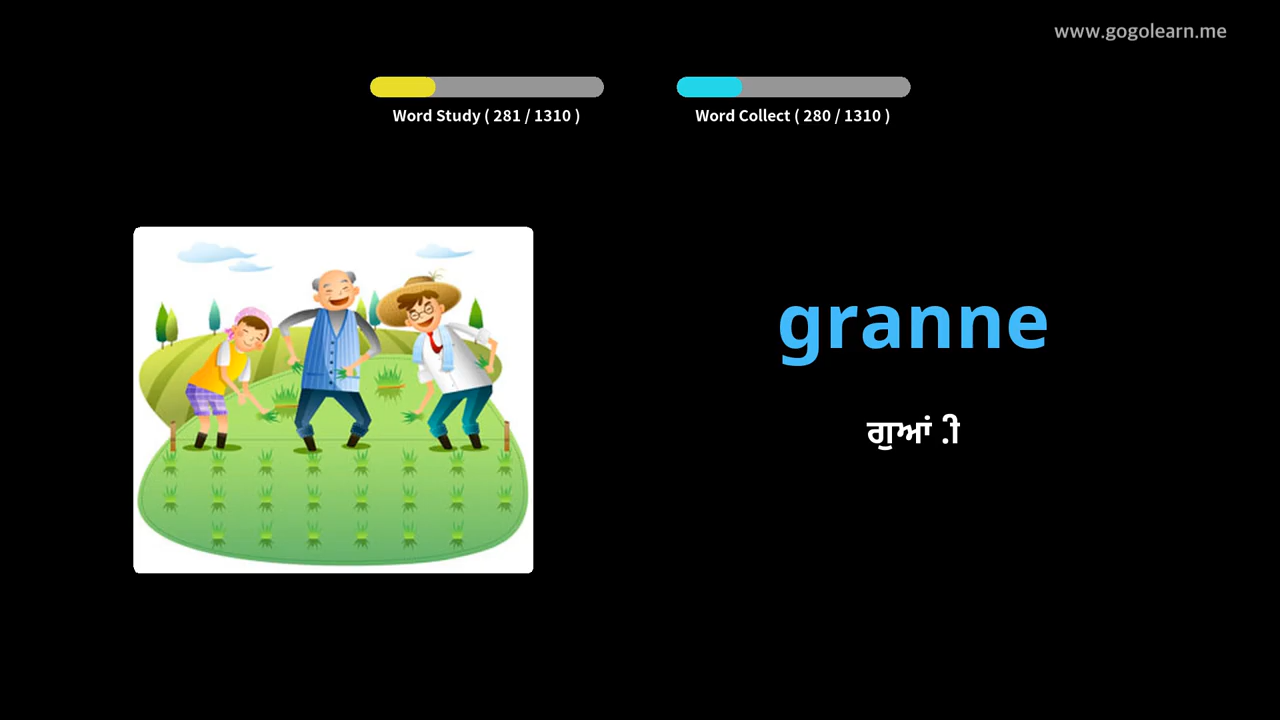 www.gogolearn.me
Word Study ( 281 / 1310 )
Word Collect ( 280 / 1310 )
granne
ਗੁਆਂ .ੀ